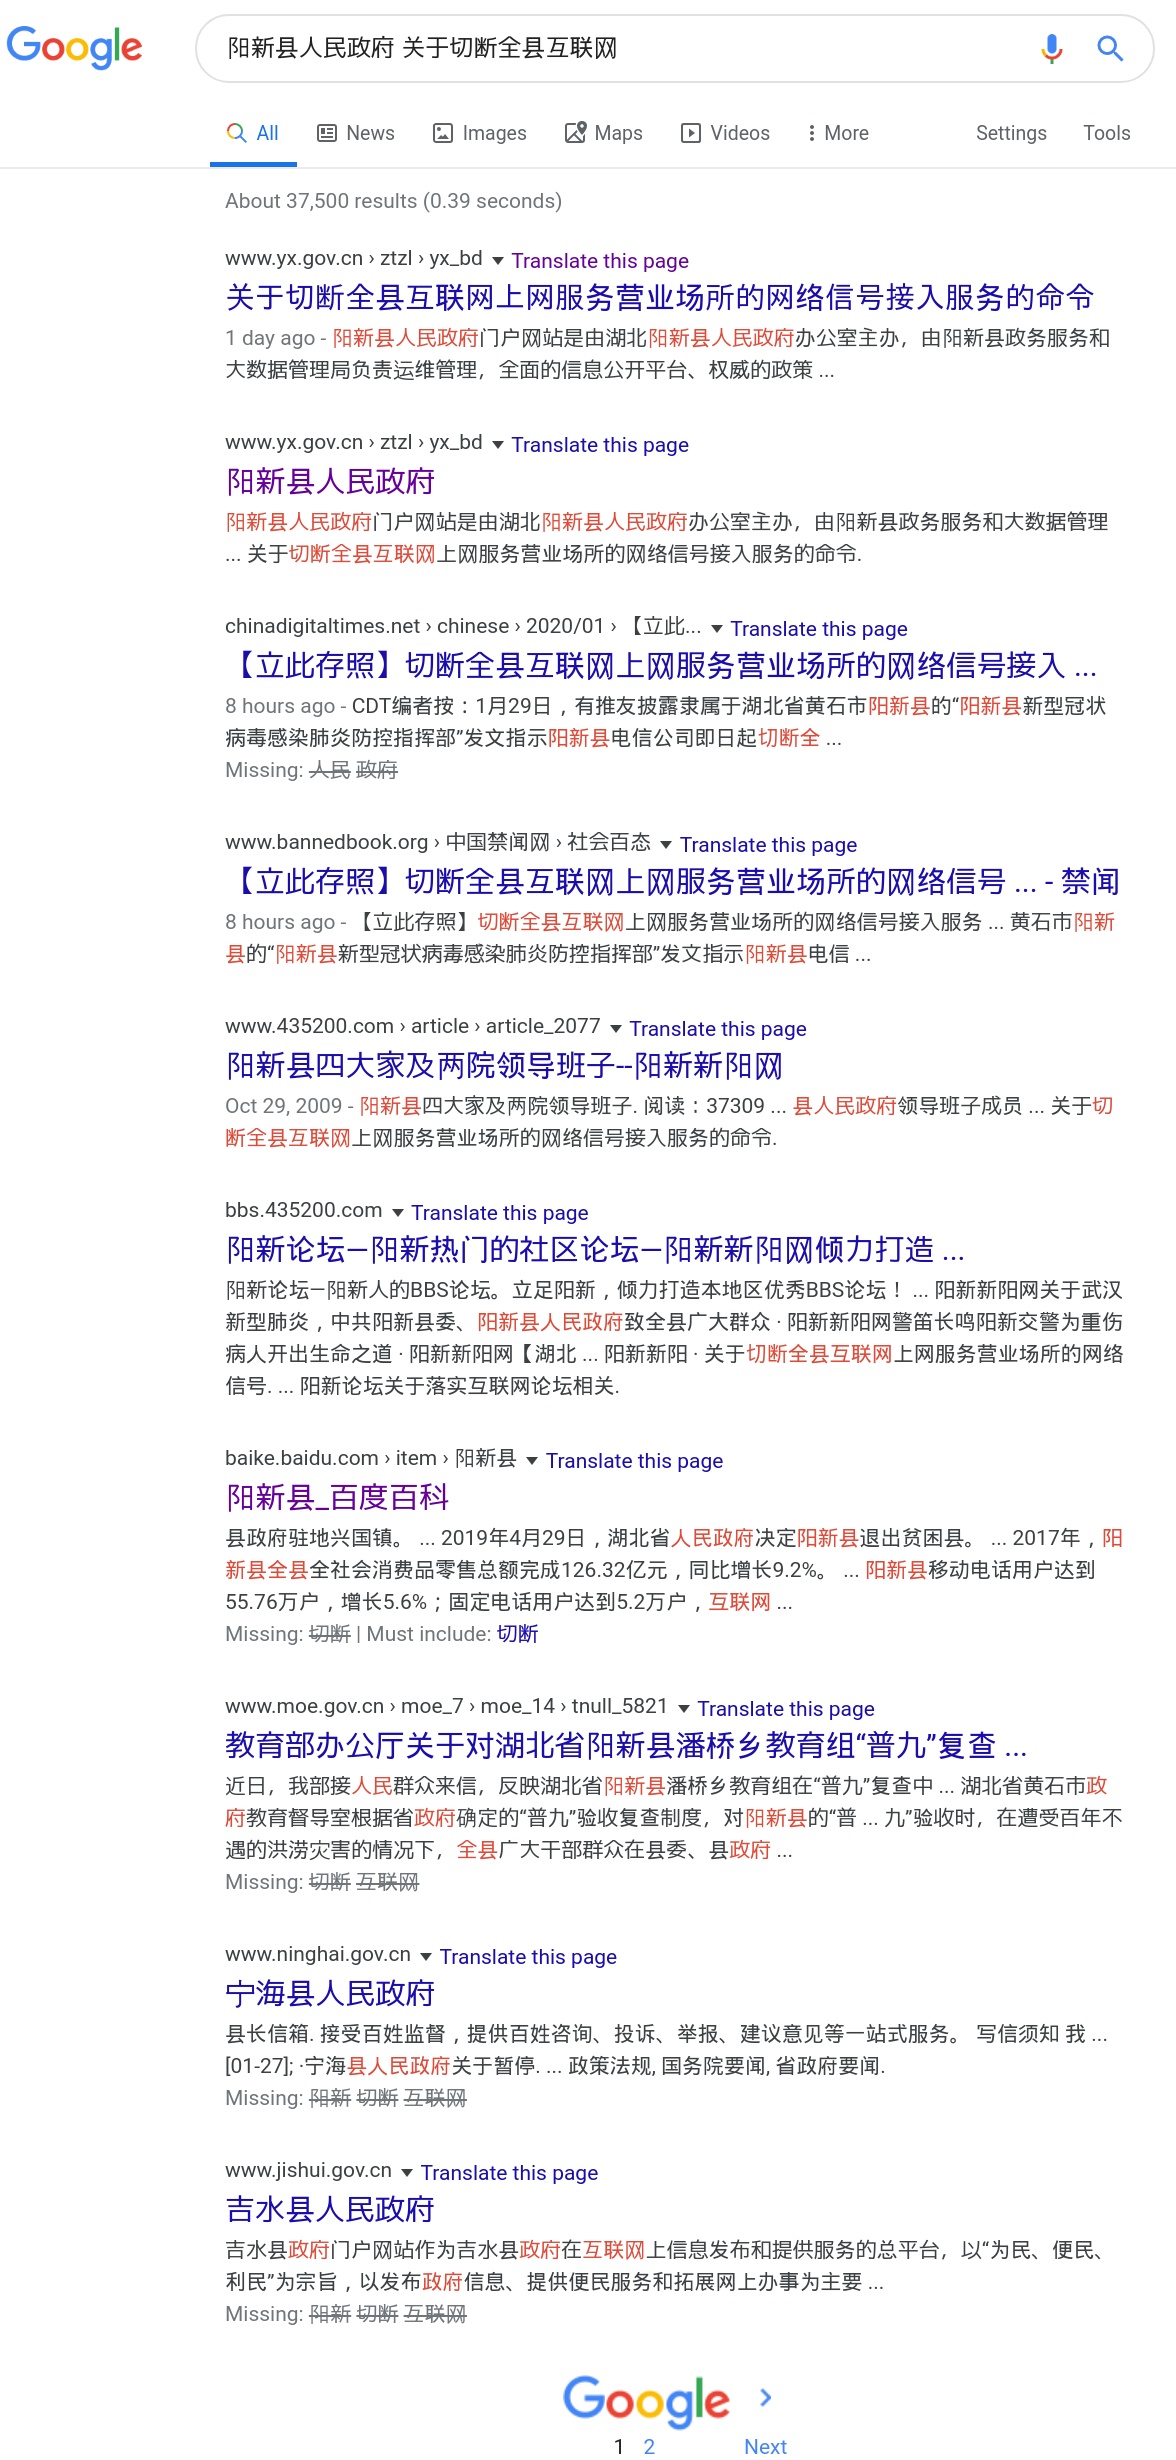 Google
阳新县人民政府 关于切断全县互联网
All News Images Maps Videos More Settings Tools
About 37,500 results (0.39 seconds)
www.yx.gov.cn › ztzl › yx_bd ▼ Translate this page
关于切断全县互联网上网服务营业场所的网络信号接入服务的命令
1 day ago - 阳新县人民政府门户网站是由湖北阳新县人民政府办公室主办，由阳新县政务服务和
大数据管理局负责运维管理，全面的信息公开平台、权威的政策 ...
www.yx.gov.cn › ztzl › yx_bd ▼ Translate this page
阳新县人民政府
阳新县人民政府门户网站是由湖北阳新县人民政府办公室主办，由阳新县政务服务和大数据管理
... 关于切断全县互联网上网服务营业场所的网络信号接入服务的命令.
chinadigitaltimes.net › chinese › 2020/01 › 【立此... ▼ Translate this page
【立此存照】切断全县互联网上网服务营业场所的网络信号接入 ...
8 hours ago - CDT编者按：1月29日，有推友披露隶属于湖北省黄石市阳新县的“阳新县新型冠状
病毒感染肺炎防控指挥部”发文指示阳新县电信公司即日起切断全 ...
Missing: 人民 政府
www.bannedbook.org › 中国禁闻网 › 社会百态 ▼ Translate this page
【立此存照】切断全县互联网上网服务营业场所的网络信号 ... - 禁闻
8 hours ago - 【立此存照】切断全县互联网上网服务营业场所的网络信号接入服务 ... 黄石市阳新
县的“阳新县新型冠状病毒感染肺炎防控指挥部”发文指示阳新县电信 ...
www.435200.com › article › article_2077 ▼ Translate this page
阳新县四大家及两院领导班子--阳新新阳网
Oct 29, 2009 - 阳新县四大家及两院领导班子. 阅读：37309 ... 县人民政府领导班子成员 ... 关于切
断全县互联网上网服务营业场所的网络信号接入服务的命令.
bbs.435200.com ▼ Translate this page
阳新论坛—阳新热门的社区论坛—阳新新阳网倾力打造 ...
阳新论坛—阳新人的BBS论坛。立足阳新，倾力打造本地区优秀BBS论坛！ ... 阳新新阳网关于武汉
新型肺炎，中共阳新县委、阳新县人民政府致全县广大群众 · 阳新新阳网警笛长鸣阳新交警为重伤
病人开出生命之道 · 阳新新阳网【湖北 ... 阳新新阳 · 关于切断全县互联网上网服务营业场所的网络
信号. ... 阳新论坛关于落实互联网论坛相关.
baike.baidu.com › item › 阳新县 ▼ Translate this page
阳新县_百度百科
县政府驻地兴国镇。 ... 2019年4月29日，湖北省人民政府决定阳新县退出贫困县。 ... 2017年，阳
新县全县全社会消费品零售总额完成126.32亿元，同比增长9.2%。 ... 阳新县移动电话用户达到
55.76万户，增长5.6%；固定电话用户达到5.2万户，互联网 ...
Missing: 切断 | Must include: 切断
www.moe.gov.cn › moe_7 › moe_14 › tnull_5821 ▼ Translate this page
教育部办公厅关于对湖北省阳新县潘桥乡教育组“普九”复查 ...
近日，我部接人民群众来信，反映湖北省阳新县潘桥乡教育组在“普九”复查中 ... 湖北省黄石市政
府教育督导室根据省政府确定的“普九”验收复查制度，对阳新县的“普 ... 九”验收时，在遭受百年不
遇的洪涝灾害的情况下，全县广大干部群众在县委、县政府 ...
Missing: 切断 互联网
www.ninghai.gov.cn ▼ Translate this page
宁海县人民政府
县长信箱. 接受百姓监督，提供百姓咨询、投诉、举报、建议意见等一站式服务。 写信须知 我 ...
[01-27]; ·宁海县人民政府关于暂停. ... 政策法规, 国务院要闻, 省政府要闻.
Missing: 阳新 切断 互联网
www.jishui.gov.cn ▼ Translate this page
吉水县人民政府
吉水县政府门户网站作为吉水县政府在互联网上信息发布和提供服务的总平台，以“为民、便民、
利民”为宗旨，以发布政府信息、提供便民服务和拓展网上办事为主要 ...
Missing: 阳新 切断 互联网
Google ›
1 2 Next